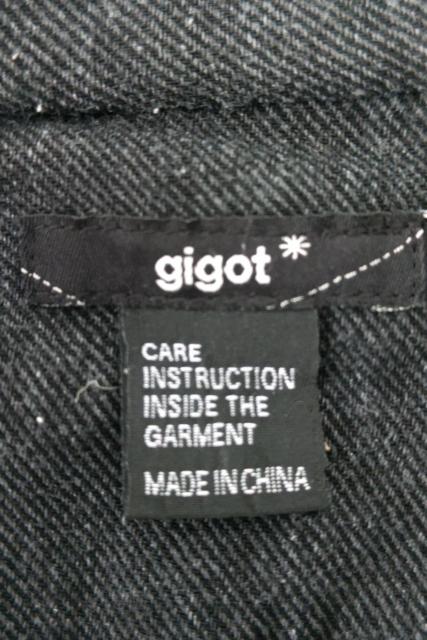 gigot*
CARE
INSTRUCTION
INSIDE THE
GARMENT
MADE IN CHINA